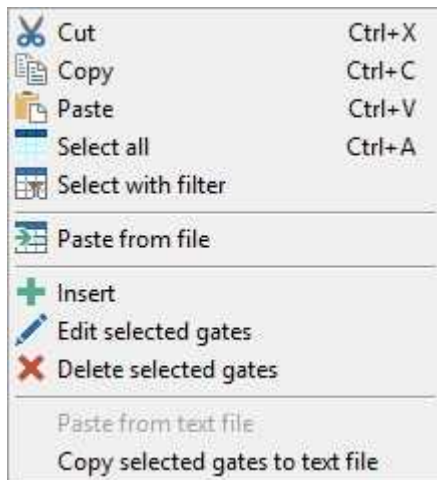 Cut Ctrl+X
Copy Ctrl+C
Paste Ctrl+V
Select all Ctrl+A
Select with filter
Paste from file
Insert
Edit selected gates
Delete selected gates
Paste from text file
Copy selected gates to text file